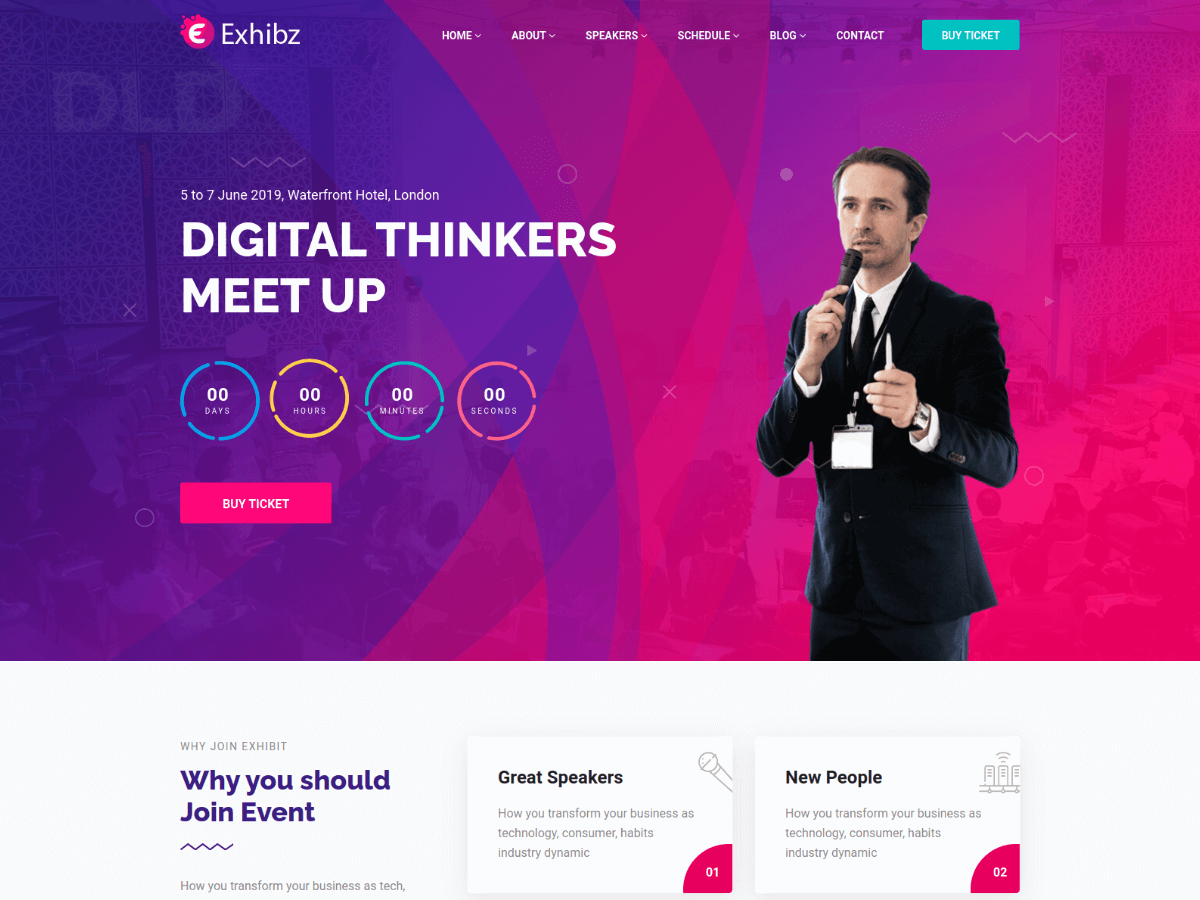 Exhibz
HOME
ABOUT
SPEAKERS
SCHEDULE
BLOG
CONTACT
BUY TICKET
DLD
5 to 7 June 2019, Waterfront Hotel, London
DIGITAL THINKERS
MEET UP
00
DAYS
00
HOURS
00
MINUTES
00
SECONDS
BUY TICKET
WHY JOIN EXHIBIT
Why you should
Join Event
How you transform your business as tech,
Great Speakers
How you transform your business as
technology, consumer, habits
industry dynamic
01
New People
How you transform your business as
technology, consumer, habits
industry dynamic
02